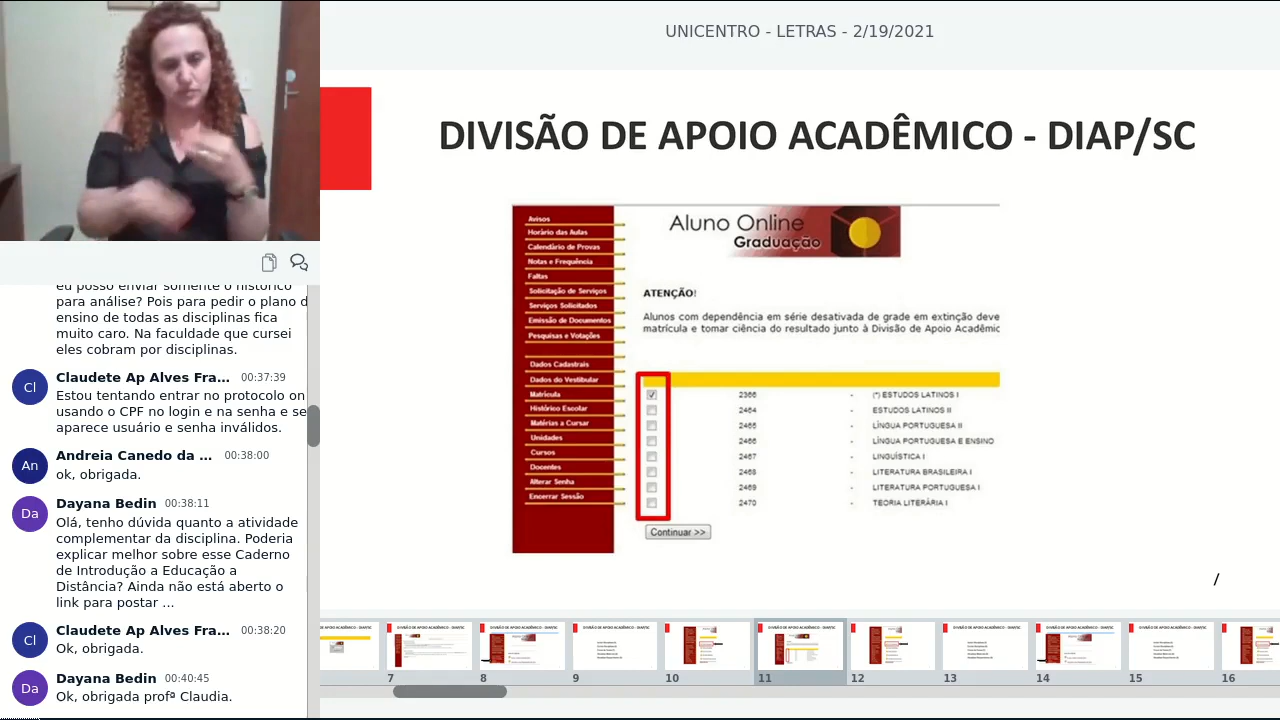 UNICENTRO - LETRAS - 2/19/2021
DIVISÃO DE APOIO ACADÊMICO - DIAP/SC
Avisos
Horário das Aulas
Calendário de Provas
Notas e Frequência
Faltas
Solicitação de Serviços
Serviços Solicitados
Emissão de Documentos
Pesquisas e Votações
Dados Cadastrais
Dados do Vestibular
Matrícula
Histórico Escolar
Matérias a Cursar
Unidades
Cursos
Docentes
Alterar Senha
Encerrar Sessão
Aluno Online
Graduação
ATENÇÃO!
Alunos com dependência em série desativada de grade em extinção deve
matrícula e tomar ciência do resultado junto à Divisão de Apoio Acadêmic
2366 - (*) ESTUDOS LATINOS I
2464 - ESTUDOS LATINOS II
2465 - LÍNGUA PORTUGUESA II
2466 - LÍNGUA PORTUGUESA E ENSINO
2467 - LINGUÍSTICA I
2468 - LITERATURA BRASILEIRA I
2469 - LITERATURA PORTUGUESA I
2470 - TEORIA LITERÁRIA I
Continuar >>
/
eu posso enviar somente o histórico
para análise? Pois para pedir o plano d
ensino de todas as disciplinas fica
muito caro. Na faculdade que cursei
eles cobram por disciplinas.
Cl
Claudete Ap Alves Fra... 00:37:
Estou tentando entrar no protocolo on
usando o CPF no login e na senha e se
aparece usuário e senha inválidos.
An
Andreia Canedo da ... 00:38:00
ok, obrigada.
Da
Dayana Bedin 00:38:11
Olá, tenho dúvida quanto a atividade
complementar da disciplina. Poderia
explicar melhor sobre esse Caderno
de Introdução a Educação a
Distância? Ainda não está aberto o
link para postar ...
Cl
Claudete Ap Alves Fra... 00:38:20
Ok, obrigada.
Da
Dayana Bedin 00:40:45
Ok, obrigada profª Claudia.
7 8 9 10 11 12 13 14 15 16